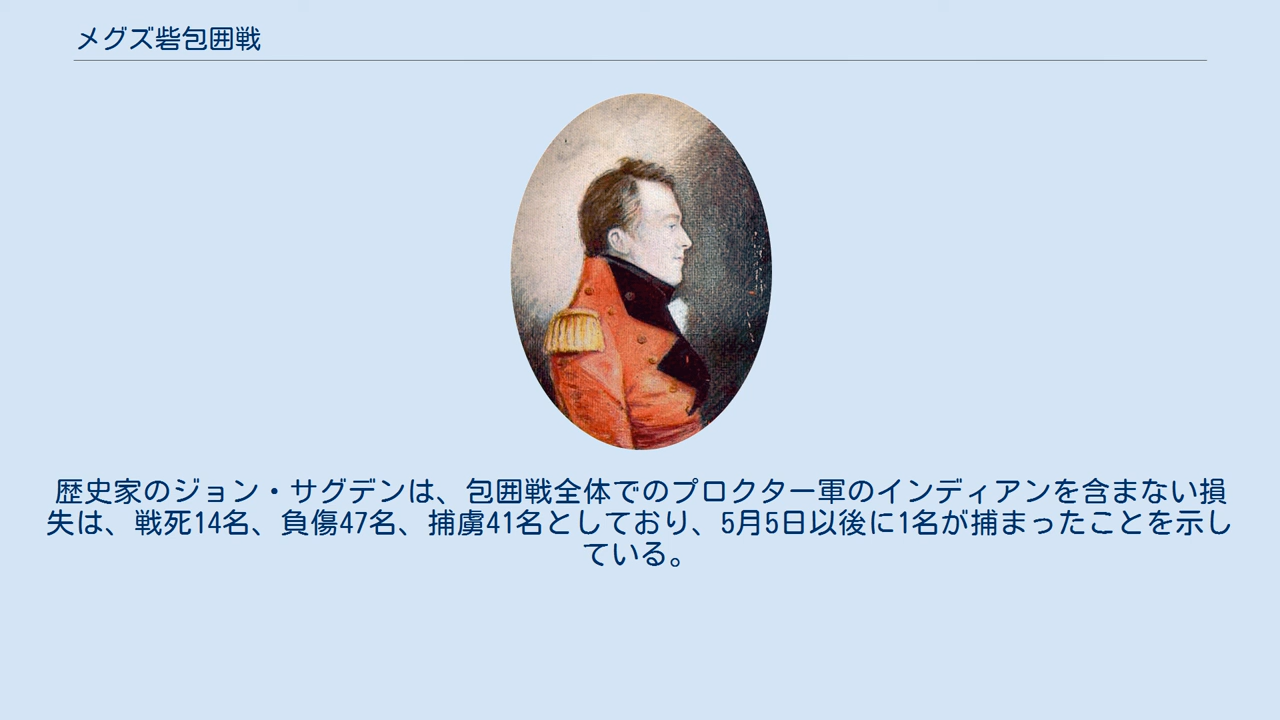 メグズ砦包囲戦
歴史家のジョン・サグデンは、包囲戦全体でのプロクター軍のインディアンを含まない損
失は、戦死14名、負傷47名、捕虜41名としており、5月5日以後に1名が捕まったことを示し
ている。